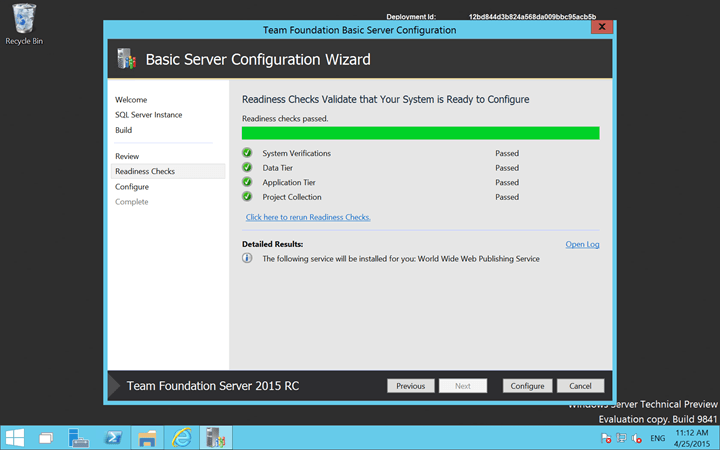 Recycle Bin
Deployment Id: 12bd844d3b824a568da009bbc95acb5b
Team Foundation Basic Server Configuration
Basic Server Configuration Wizard
Welcome
SQL Server Instance
Build
Review
Readiness Checks
Configure
Complete
Readiness Checks Validate that Your System is Ready to Configure
Readiness checks passed.
System Verifications Passed
Data Tier Passed
Application Tier Passed
Project Collection Passed
Click here to rerun Readiness Checks.
Detailed Results: Open Log
The following service will be installed for you: World Wide Web Publishing Service
Team Foundation Server 2015 RC
Previous Next Configure Cancel
Windows Server Technical Preview
Evaluation copy. Build 9841
ENG
11:12 AM
4/25/2015